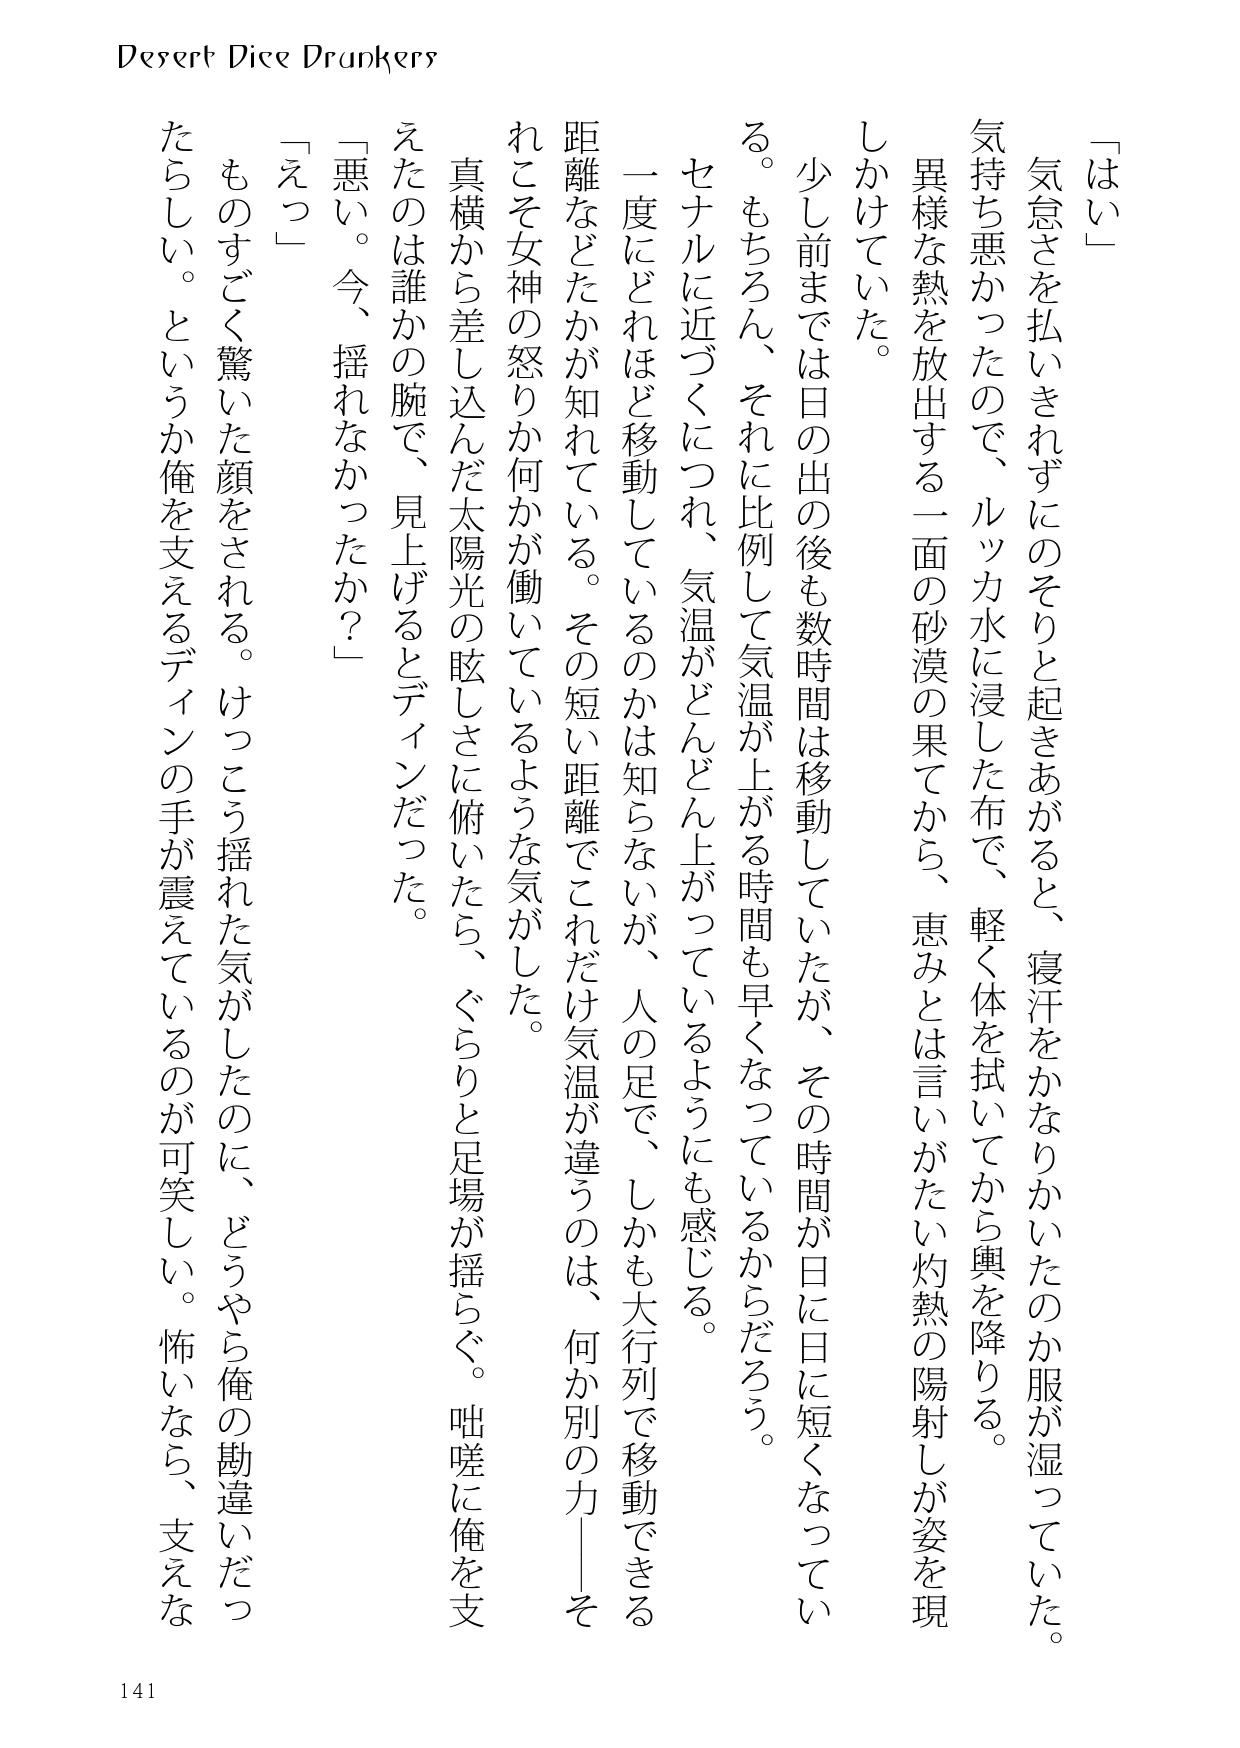 Desert Dice Drunkers
「はい」
　気怠さを払いきれずにのそりと起きあがると、寝汗をかなりかいたのか服が湿っていた。
気持ち悪かったので、ルッカ水に浸した布で、軽く体を拭いてから輿を降りる。
　異様な熱を放出する一面の砂漠の果てから、恵みとは言いがたい灼熱の陽射しが姿を現
しかけていた。
　少し前までは日の出の後も数時間は移動していたが、その時間が日に日に短くなってい
る。もちろん、それに比例して気温が上がる時間も早くなっているからだろう。
　セナルに近づくにつれ、気温がどんどん上がっているようにも感じる。
　一度にどれほど移動しているのかは知らないが、人の足で、しかも大行列で移動できる
距離などたかが知れている。その短い距離でこれだけ気温が違うのは、何か別の力――そ
れこそ女神の怒りか何かが働いているような気がした。
　真横から差し込んだ太陽光の眩しさに俯いたら、ぐらりと足場が揺らぐ。咄嗟に俺を支
えたのは誰かの腕で、見上げるとディンだった。
「悪い。今、揺れなかったか？」
「えっ」
　ものすごく驚いた顔をされる。けっこう揺れた気がしたのに、どうやら俺の勘違いだっ
たらしい。というか俺を支えるディンの手が震えているのが可笑しい。怖いなら、支えな
141